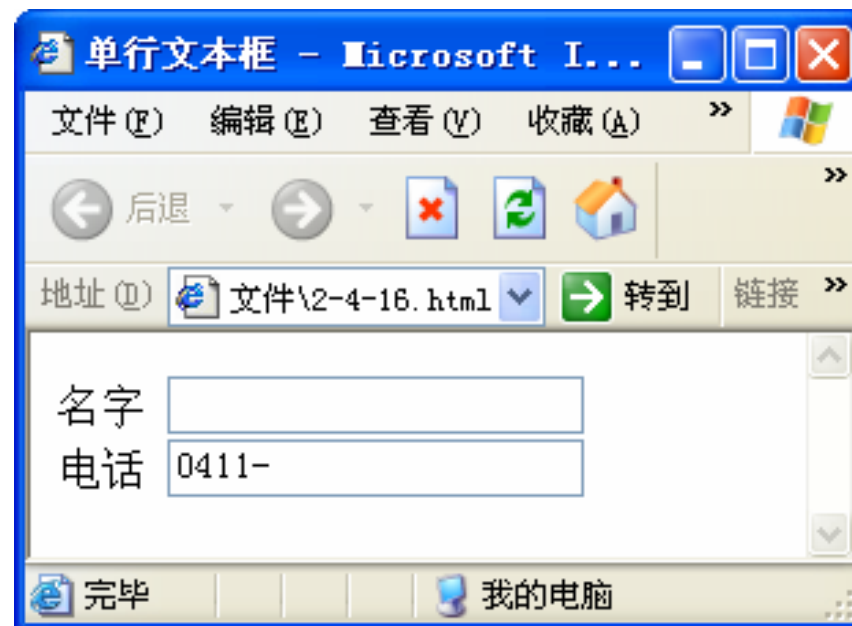 单行文本框 - Microsoft I...
文件(F) 编辑(E) 查看(V) 收藏(A) »
后退 »
地址(D) 文件\2-4-16.html 转到 链接 »
名字
电话 0411-
完毕 我的电脑